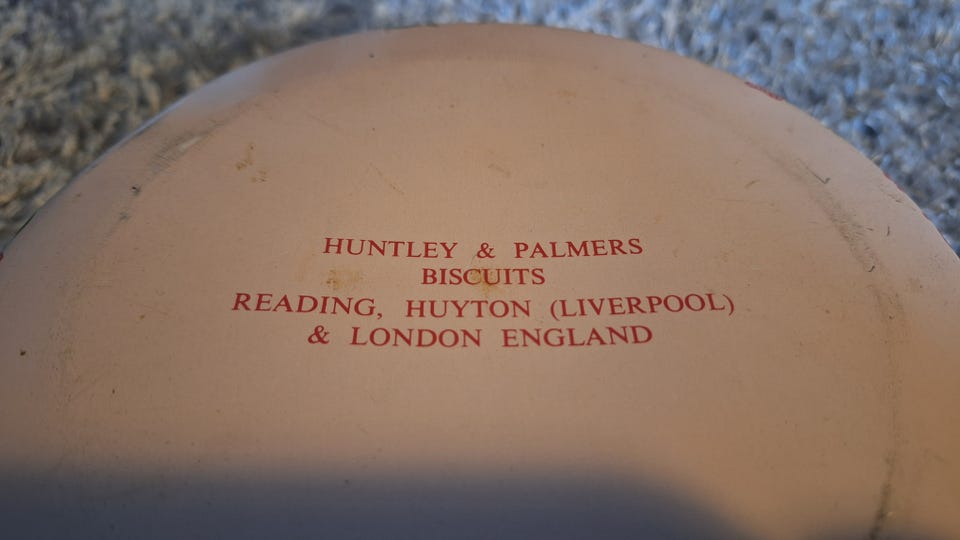 HUNTLEY & PALMERS
BISCUITS
READING, HUYTON (LIVERPOOL)
& LONDON ENGLAND